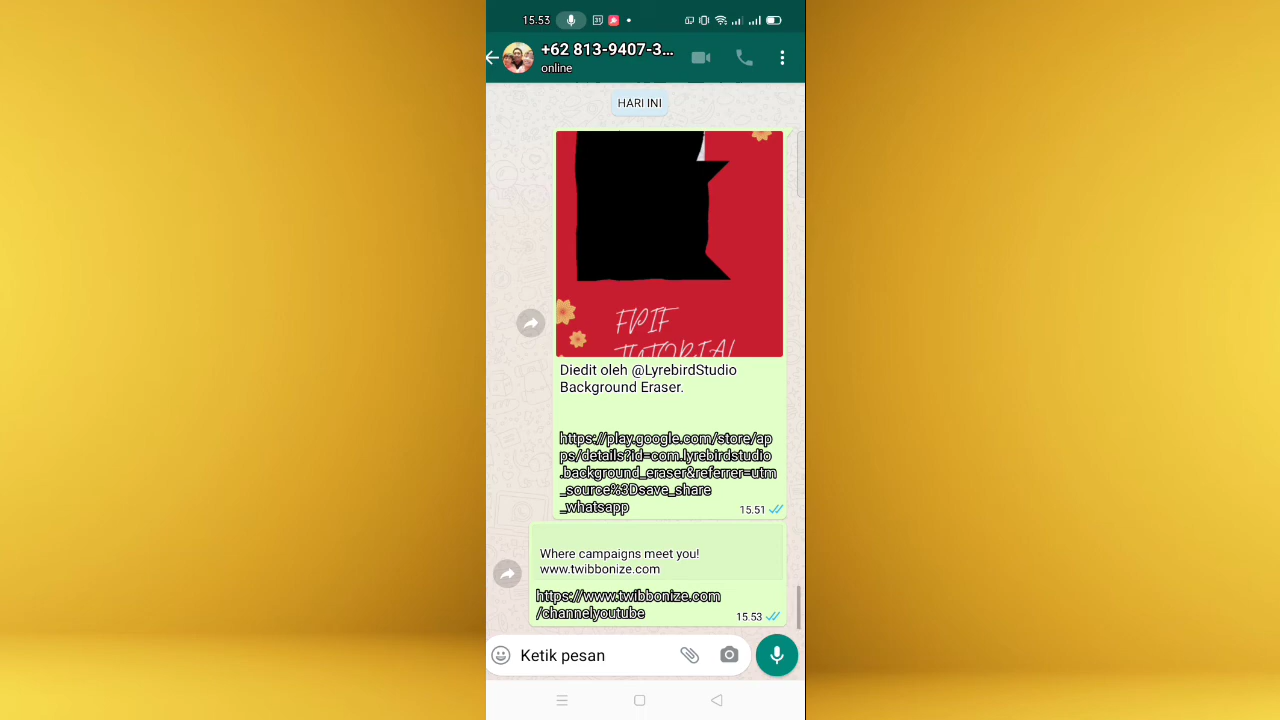 15.53
31
+62 813-9407-3...
online
HARI INI
FPIF
TUTORIAL
Diedit oleh @LyrebirdStudio
Background Eraser.
https://play.google.com/store/ap
ps/details?id=com.lyrebirdstudio
.background_eraser&referrer=utm
_source%3Dsave_share
_whatsapp
15.51
Where campaigns meet you!
www.twibbonize.com
https://www.twibbonize.com
/channelyoutube
15.53
Ketik pesan